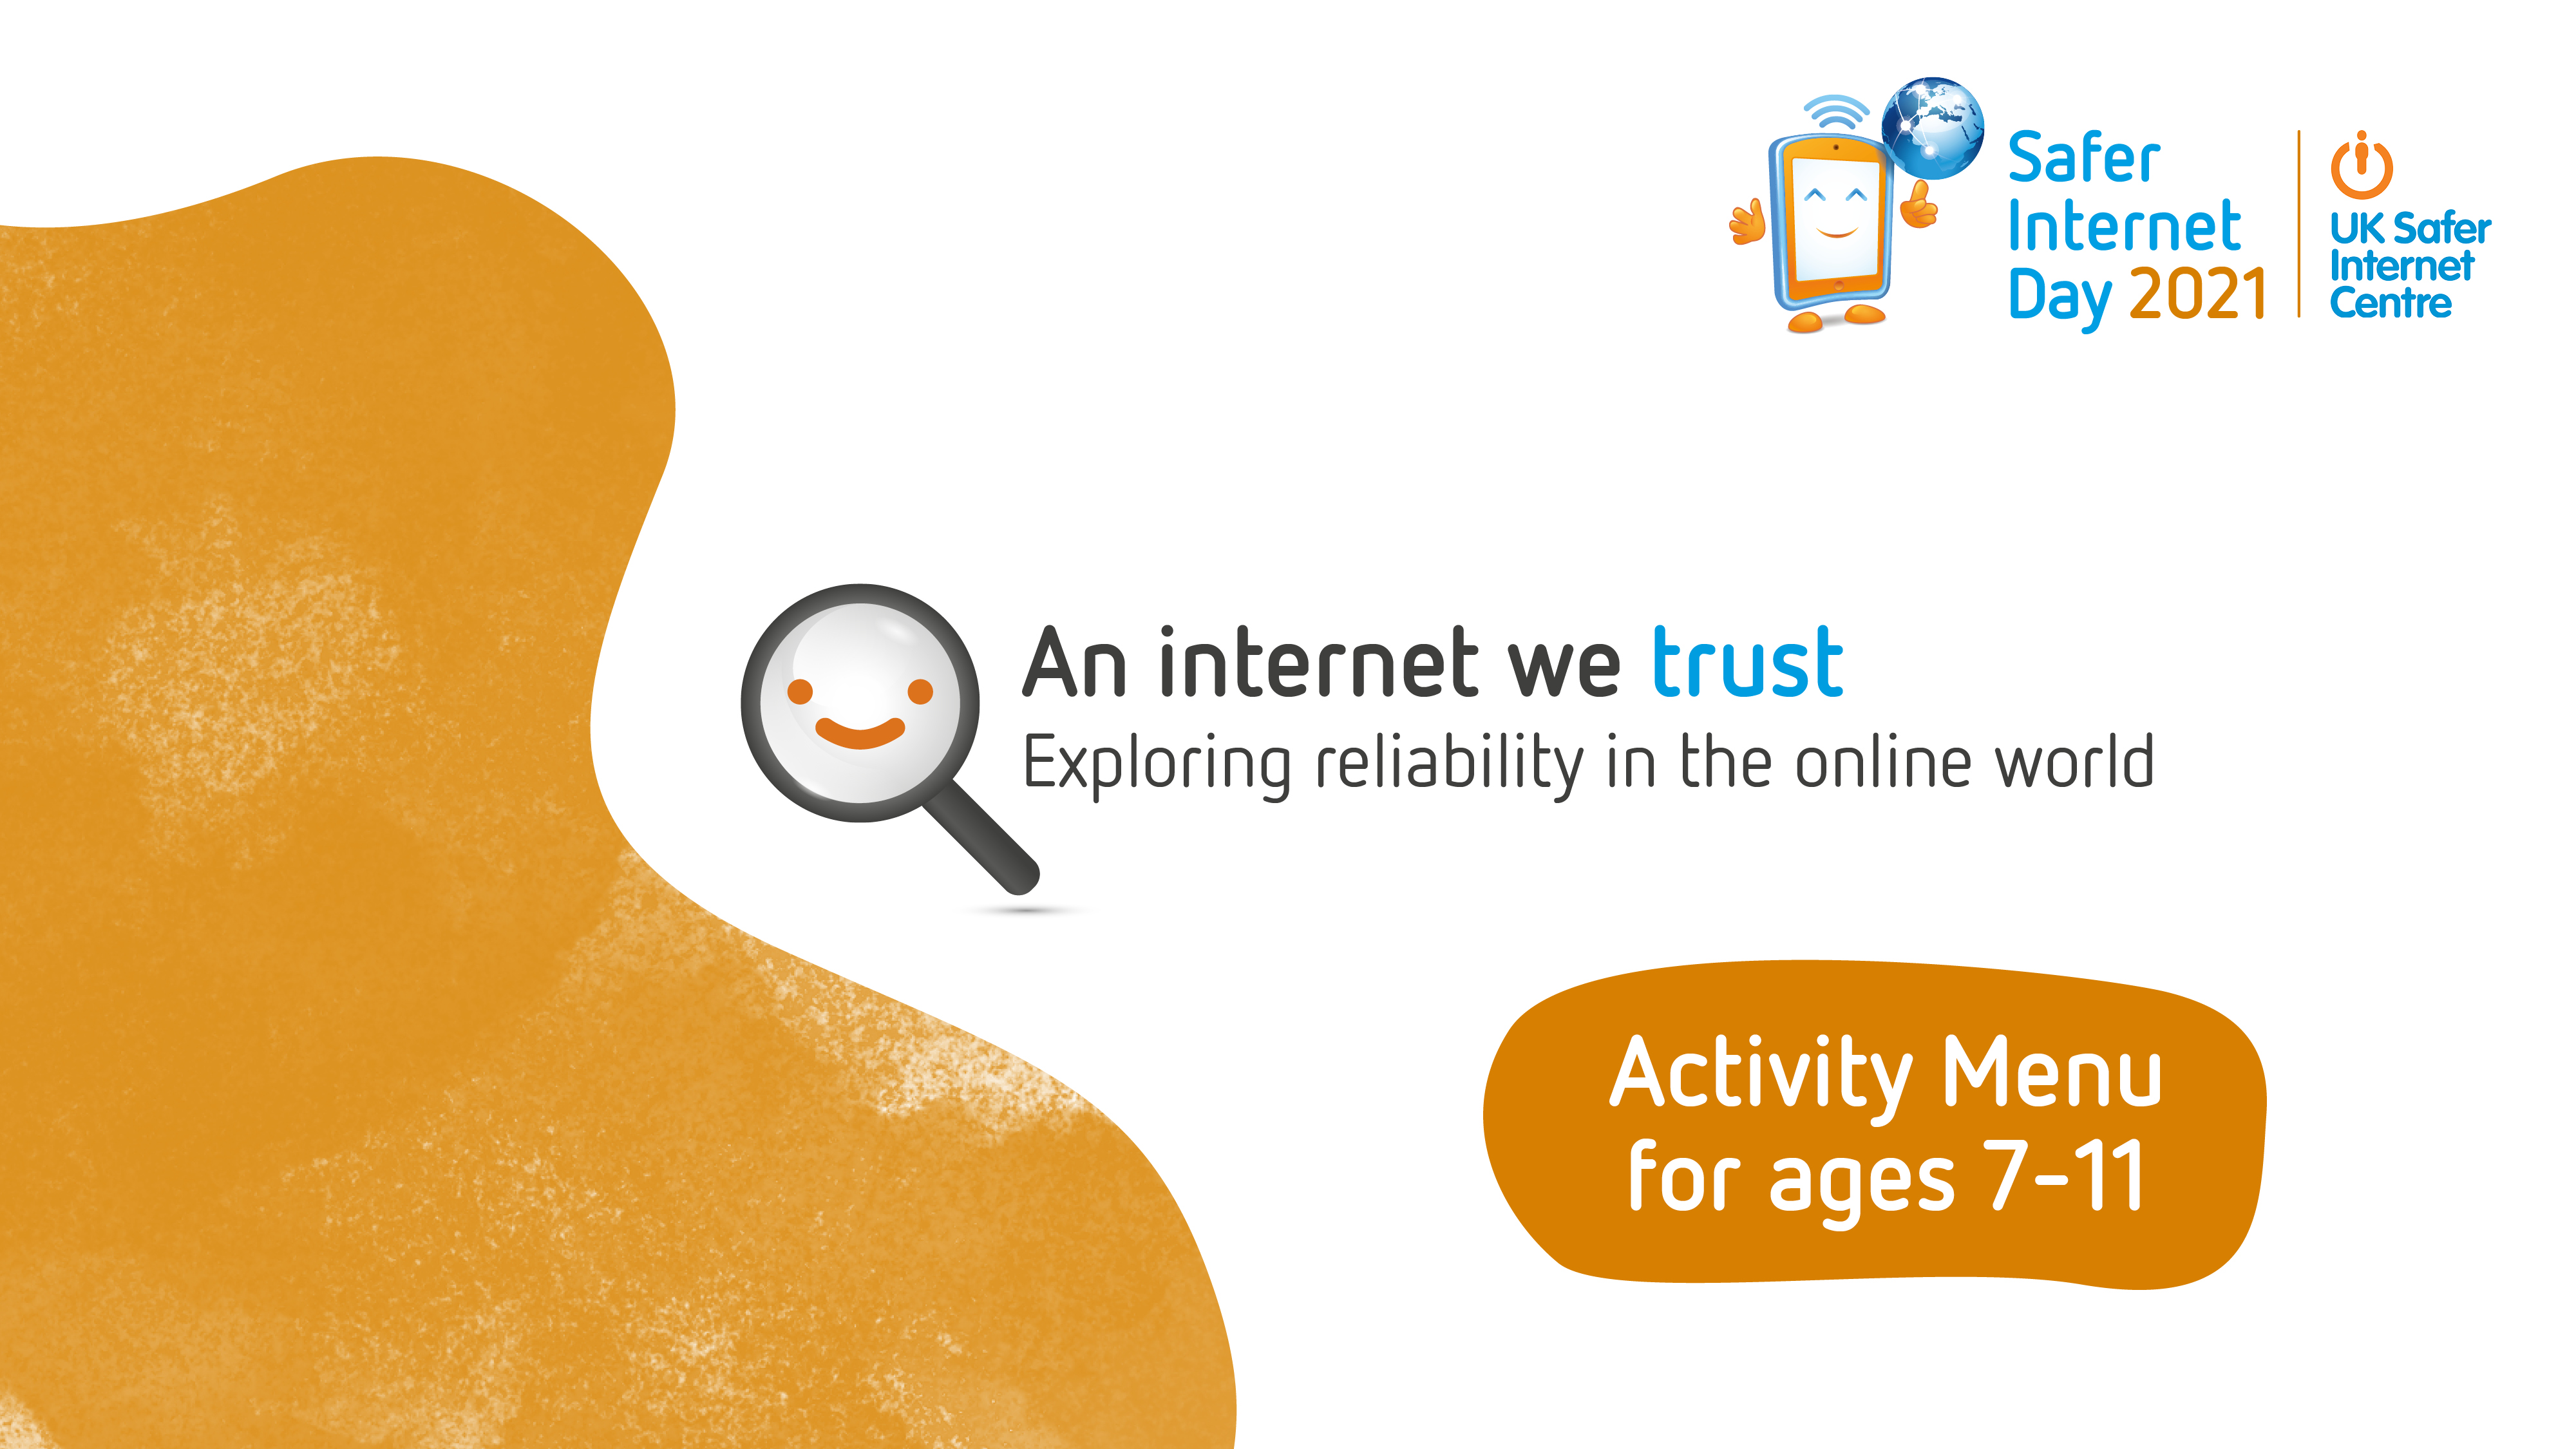 Safer
Internet
Day 2021
UK Safer
Internet
Centre
An internet we trust
Exploring reliability in the online world
Activity Menu
for ages 7-11